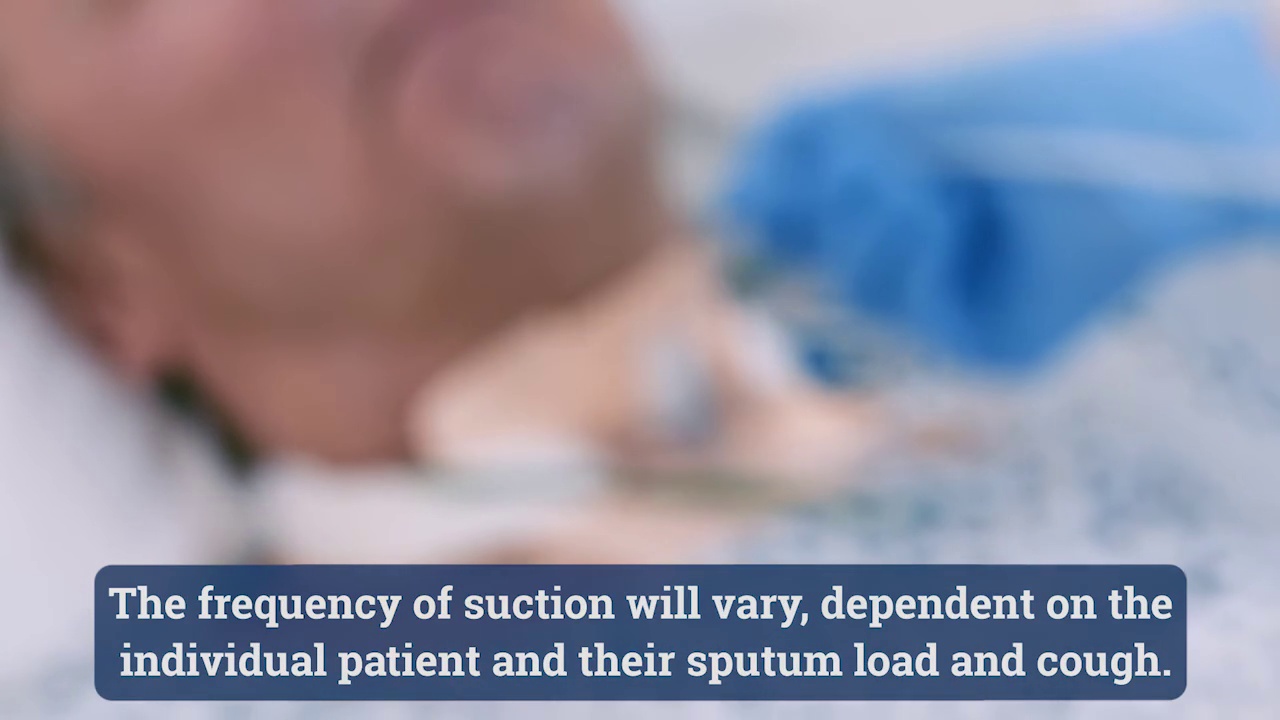 The frequency of suction will vary, dependent on the
individual patient and their sputum load and cough.